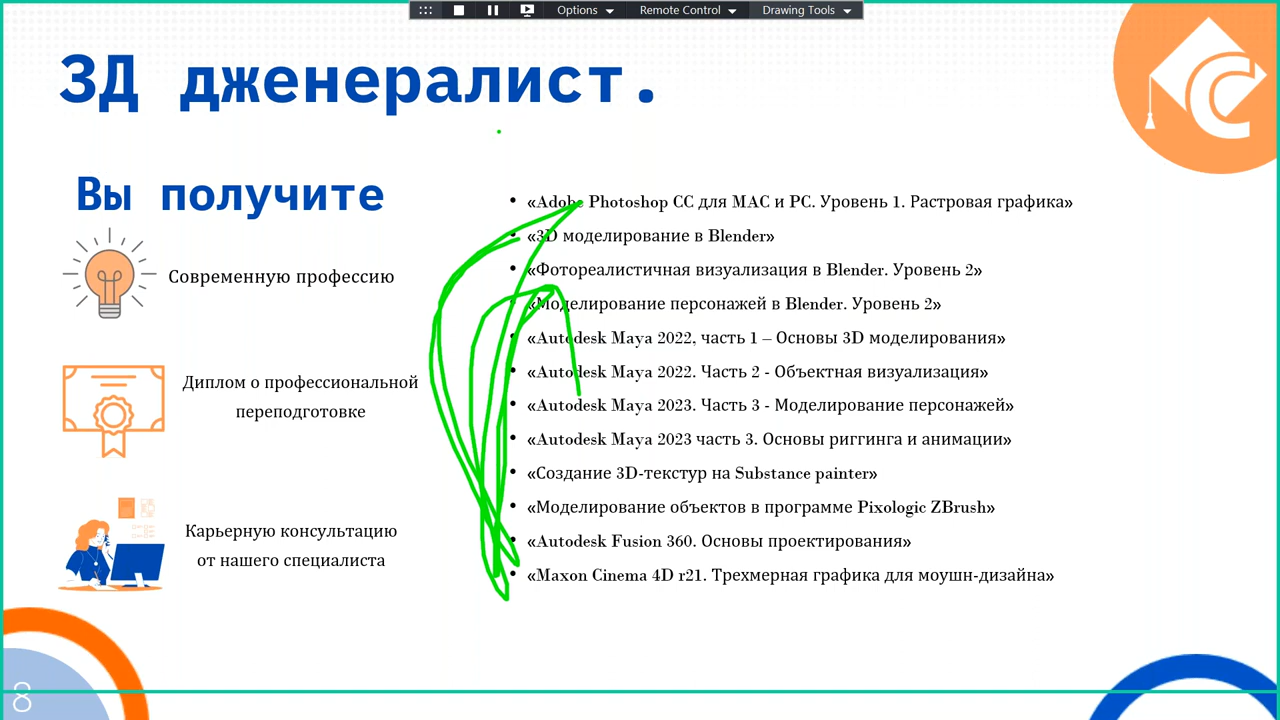 Options
Remote Control
Drawing Tools
3Д дженералист.
Вы получите
Современную профессию
Диплом о профессиональной
переподготовке
Карьерную консультацию
от нашего специалиста
• «Adobe Photoshop CC для MAC и PC. Уровень 1. Растровая графика»
• «3D моделирование в Blender»
• «Фотореалистичная визуализация в Blender. Уровень 2»
• «Моделирование персонажей в Blender. Уровень 2»
• «Autodesk Maya 2022, часть 1 – Основы 3D моделирования»
• «Autodesk Maya 2022. Часть 2 - Объектная визуализация»
• «Autodesk Maya 2023. Часть 3 - Моделирование персонажей»
• «Autodesk Maya 2023 часть 3. Основы риггинга и анимации»
• «Создание 3D-текстур на Substance painter»
• «Моделирование объектов в программе Pixologic ZBrush»
• «Autodesk Fusion 360. Основы проектирования»
• «Maxon Cinema 4D r21. Трехмерная графика для моушн-дизайна»
8